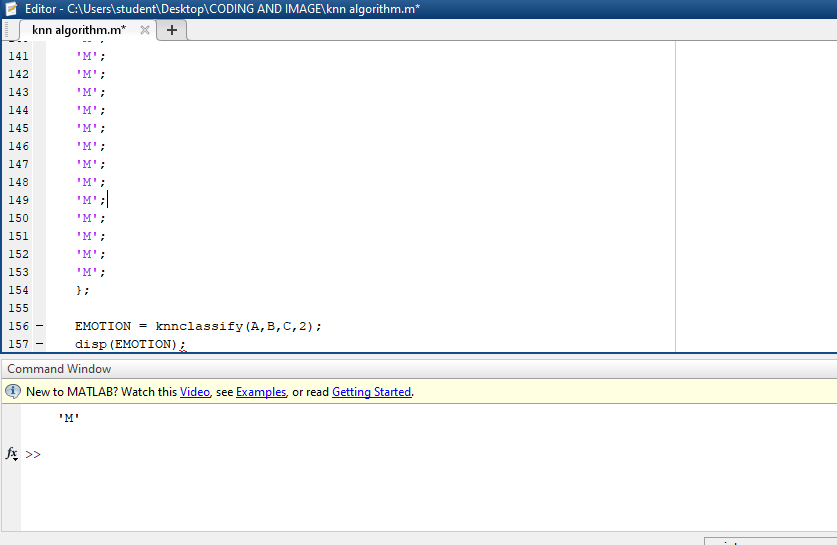 Editor - C:\Users\student\Desktop\CODING AND IMAGE\knn algorithm.m*
knn algorithm.m* × +
141 'M';
142 'M';
143 'M';
144 'M';
145 'M';
146 'M';
147 'M';
148 'M';
149 'M';
150 'M';
151 'M';
152 'M';
153 'M';
154 };
155
156 – EMOTION = knnclassify(A,B,C,2);
157 – disp(EMOTION);
Command Window
New to MATLAB? Watch this Video, see Examples, or read Getting Started.
'M'
fx >>